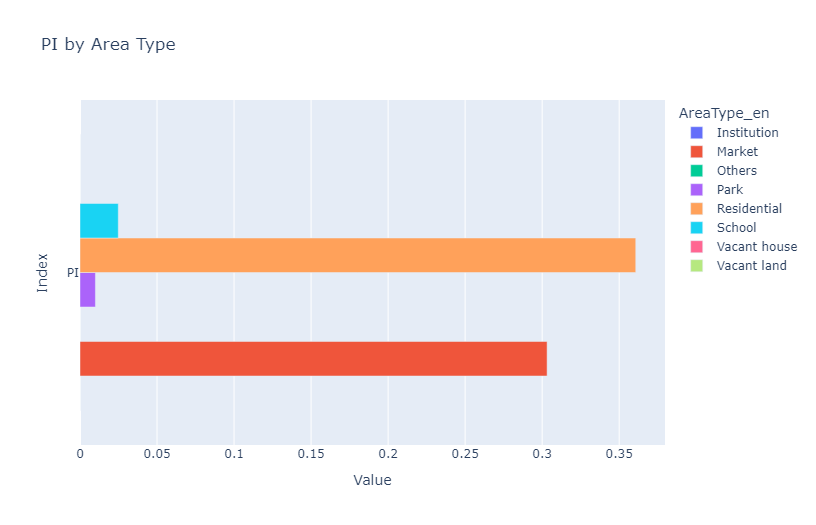 PI by Area Type
AreaType_en
Institution
Market
Others
Park
Residential
School
Vacant house
Vacant land
Index
PI
0 0.05 0.1 0.15 0.2 0.25 0.3 0.35
Value